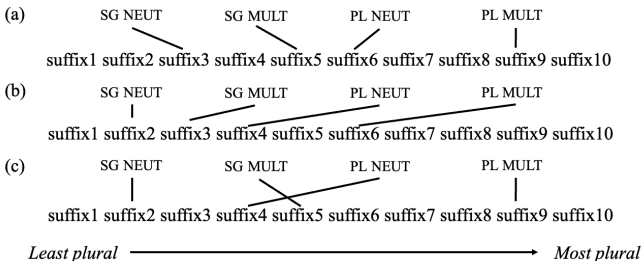 (a) SG NEUT SG MULT PL NEUT PL MULT
suffix1 suffix2 suffix3 suffix4 suffix5 suffix6 suffix7 suffix8 suffix9 suffix10
(b) SG NEUT SG MULT PL NEUT PL MULT
suffix1 suffix2 suffix3 suffix4 suffix5 suffix6 suffix7 suffix8 suffix9 suffix10
(c) SG NEUT SG MULT PL NEUT PL MULT
suffix1 suffix2 suffix3 suffix4 suffix5 suffix6 suffix7 suffix8 suffix9 suffix10
Least plural Most plural